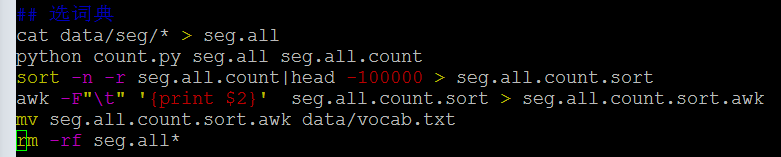 ## 选词典
cat data/seg/* > seg.all
python count.py seg.all seg.all.count
sort -n -r seg.all.count|head -100000 > seg.all.count.sort
awk -F"\t" '{print $2}'  seg.all.count.sort > seg.all.count.sort.awk
mv seg.all.count.sort.awk data/vocab.txt
rm -rf seg.all*